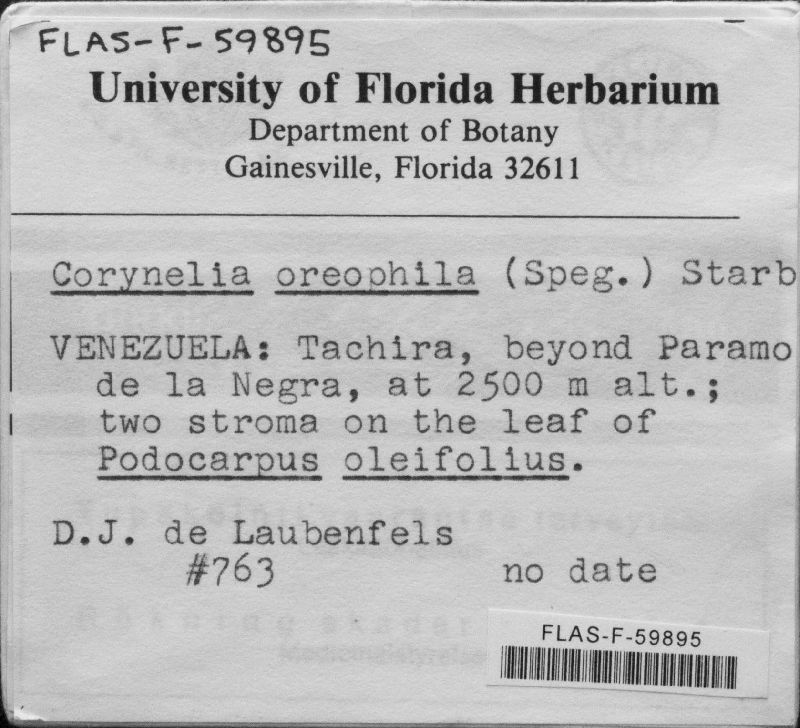 FLAS-F-59895
University of Florida Herbarium
Department of Botany
Gainesville, Florida 32611
Corynelia oreophila (Speg.) Starb
VENEZUELA: Tachira, beyond Paramo
de la Negra, at 2500 m alt.;
two stroma on the leaf of
Podocarpus oleifolius.
D.J. de Laubenfels
#763 no date
FLAS-F-59895